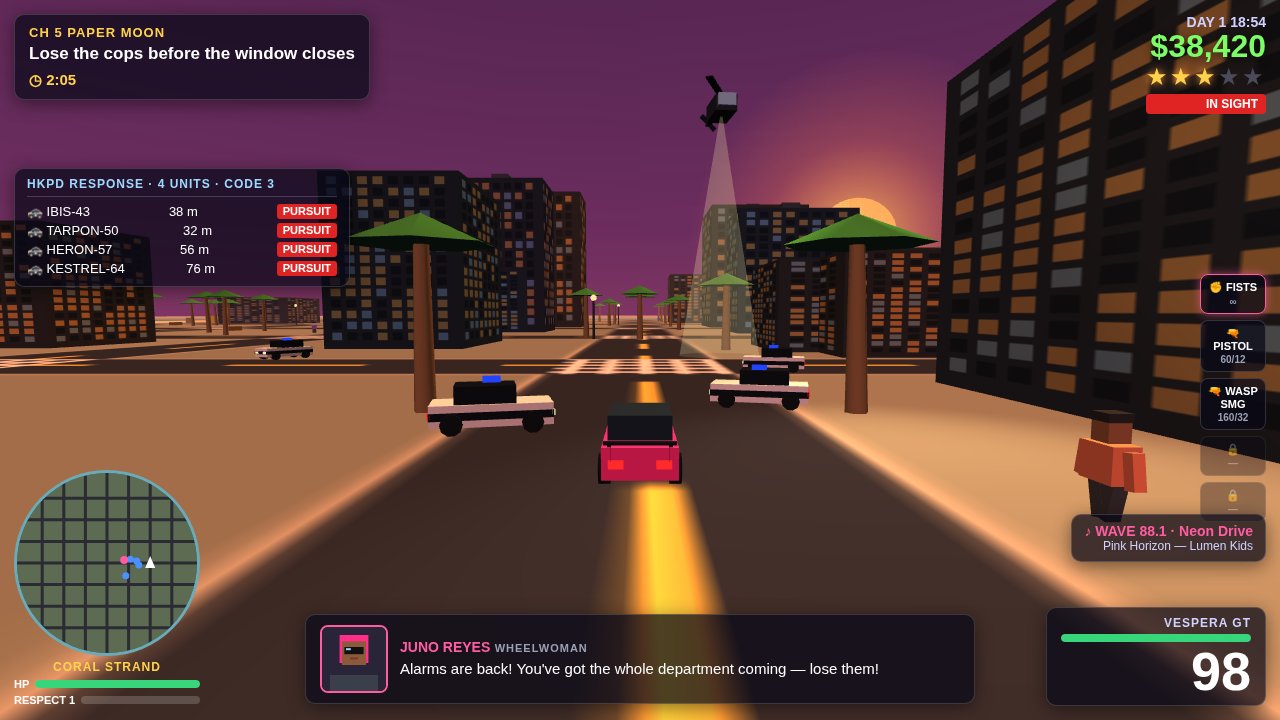 CH 5 PAPER MOON
Lose the cops before the window closes
2:05
DAY 1 18:54
$38,420
IN SIGHT
HKPD RESPONSE · 4 UNITS · CODE 3
IBIS-43 38 m PURSUIT
TARPON-50 32 m PURSUIT
HERON-57 56 m PURSUIT
KESTREL-64 76 m PURSUIT
FISTS
∞
PISTOL
60/12
WASP
SMG
160/32
—
—
♪ WAVE 88.1 · Neon Drive
Pink Horizon — Lumen Kids
CORAL STRAND
HP
RESPECT 1
JUNO REYES WHEELWOMAN
Alarms are back! You've got the whole department coming — lose them!
VESPERA GT
98